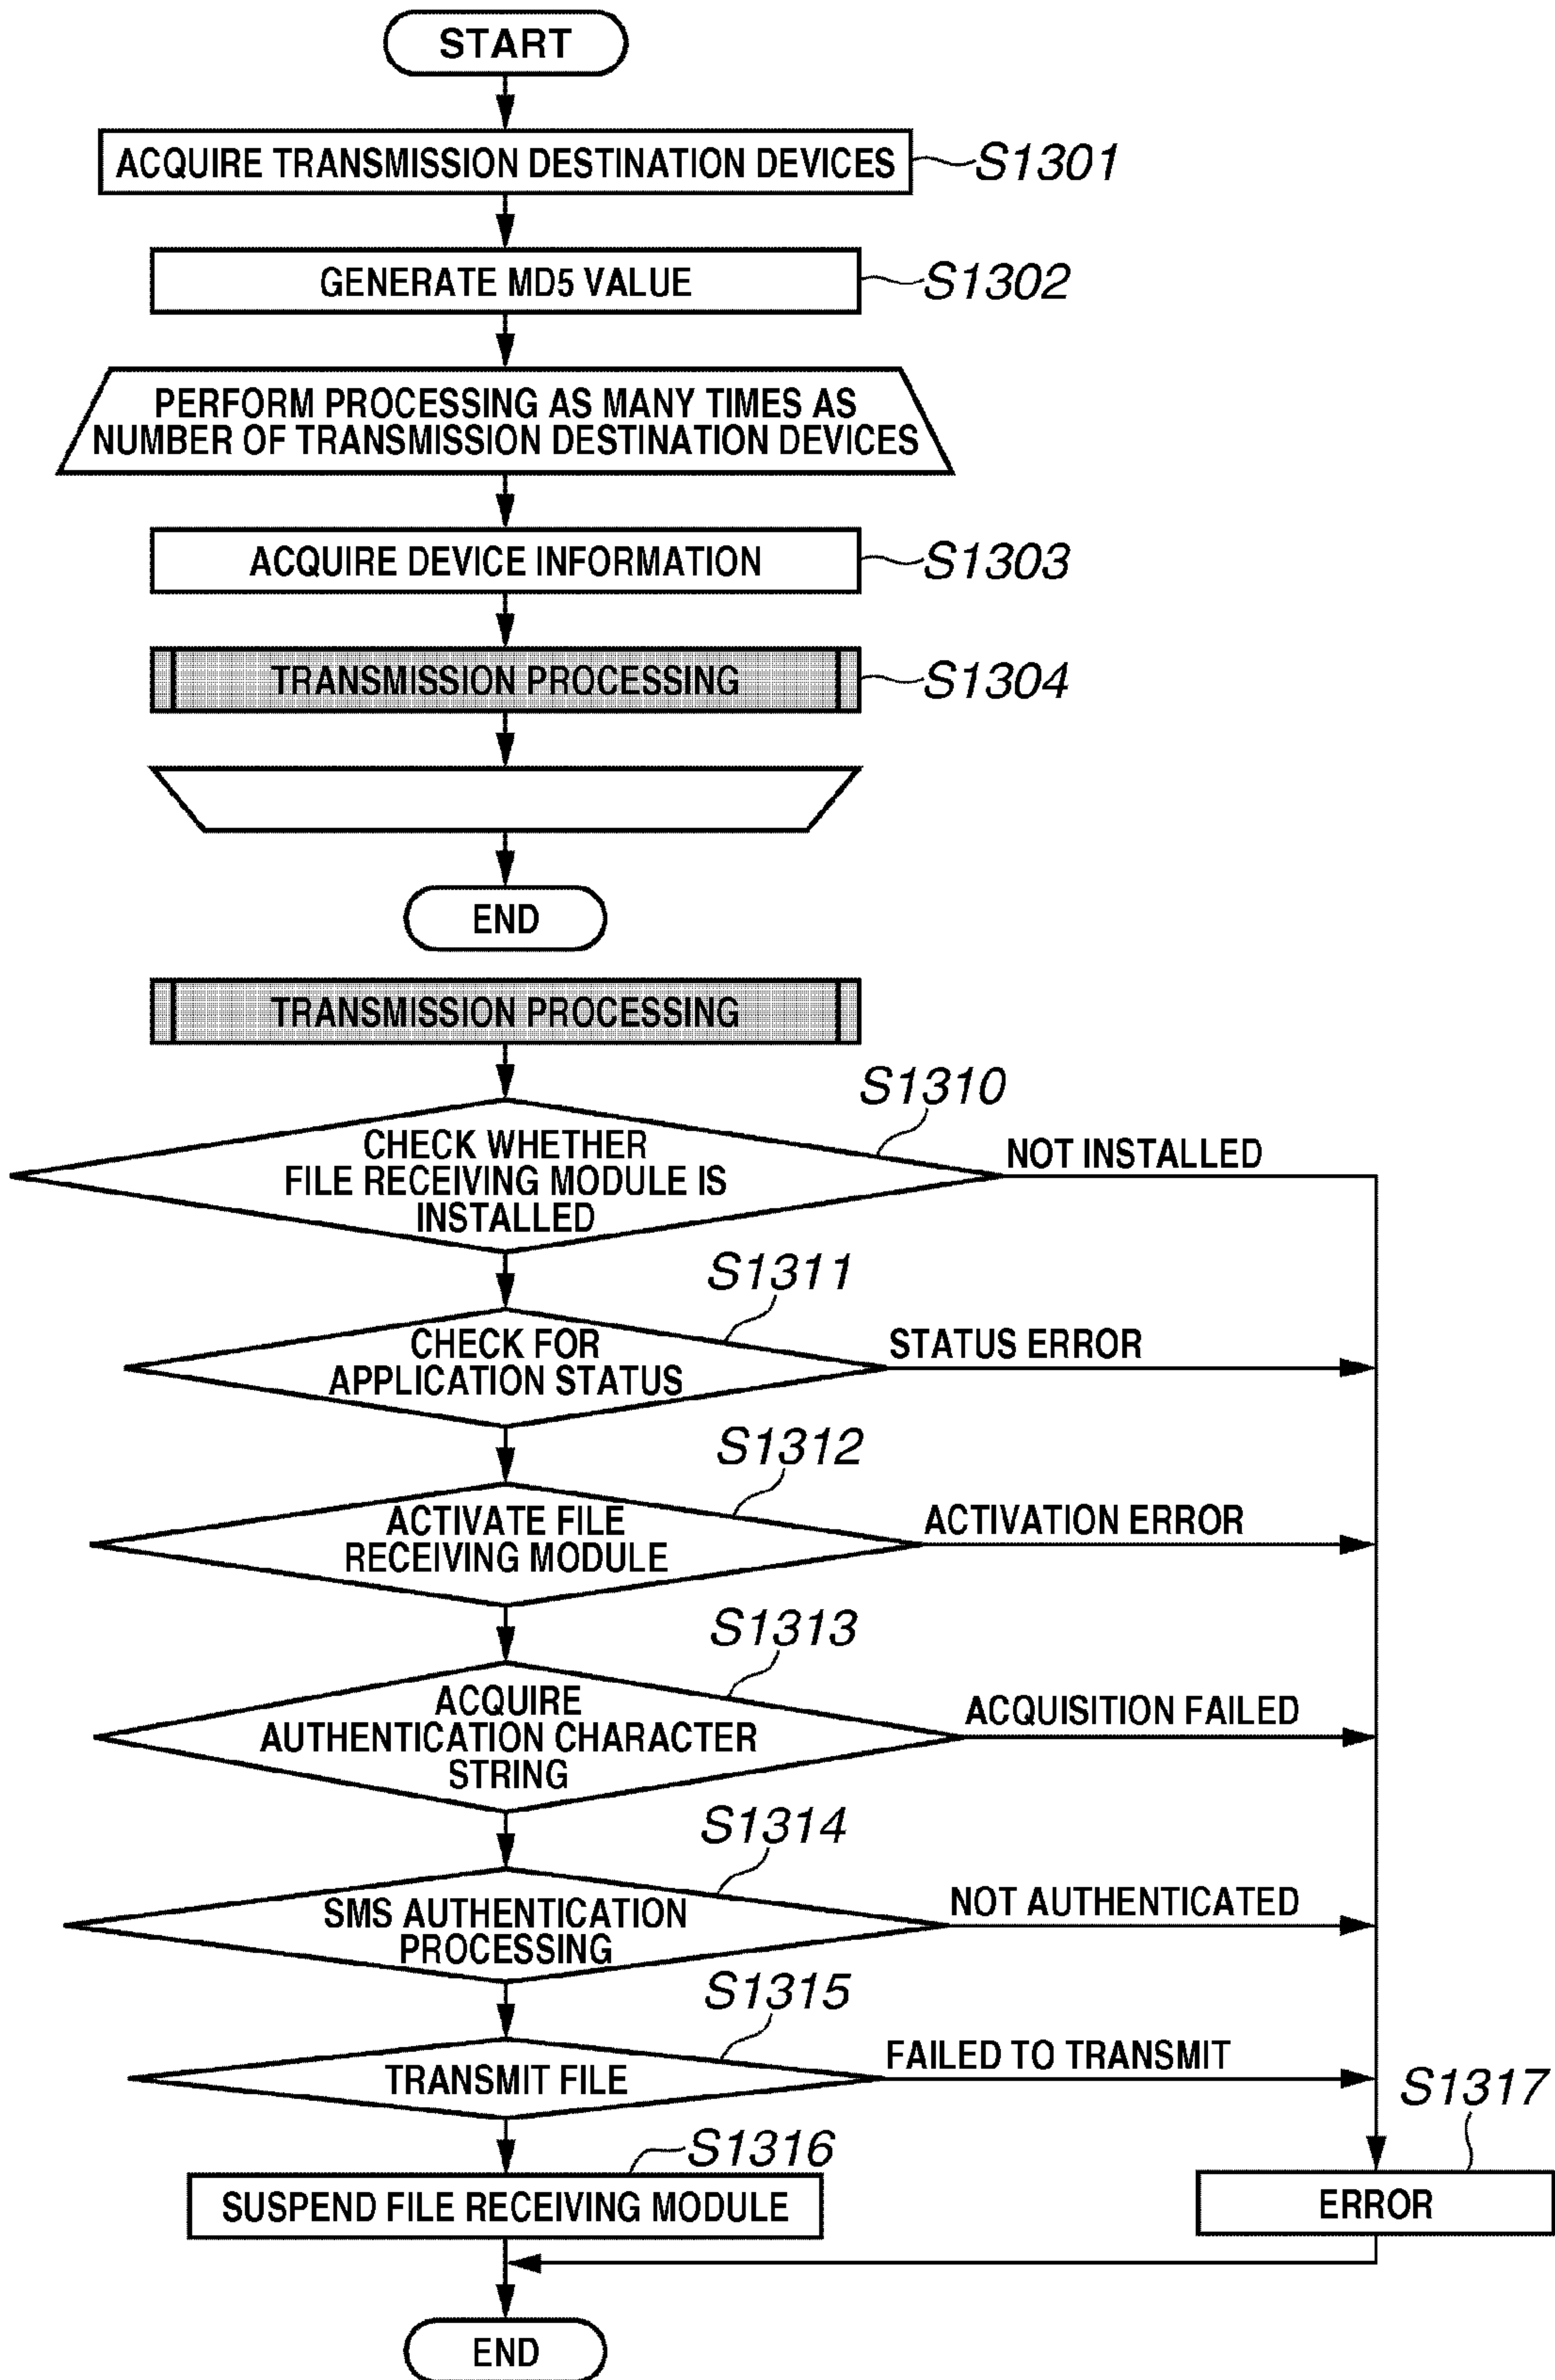 START
ACQUIRE TRANSMISSION DESTINATION DEVICES
S1301
GENERATE MD5 VALUE
S1302
PERFORM PROCESSING AS MANY TIMES AS
NUMBER OF TRANSMISSION DESTINATION DEVICES
ACQUIRE DEVICE INFORMATION
S1303
TRANSMISSION PROCESSING
S1304
END
TRANSMISSION PROCESSING
S1310
CHECK WHETHER
FILE RECEIVING MODULE IS
INSTALLED
NOT INSTALLED
S1311
CHECK FOR
APPLICATION STATUS
STATUS ERROR
S1312
ACTIVATE FILE
RECEIVING MODULE
ACTIVATION ERROR
S1313
ACQUIRE
AUTHENTICATION CHARACTER
STRING
ACQUISITION FAILED
S1314
SMS AUTHENTICATION
PROCESSING
NOT AUTHENTICATED
S1315
TRANSMIT FILE
FAILED TO TRANSMIT
S1316
SUSPEND FILE RECEIVING MODULE
S1317
ERROR
END